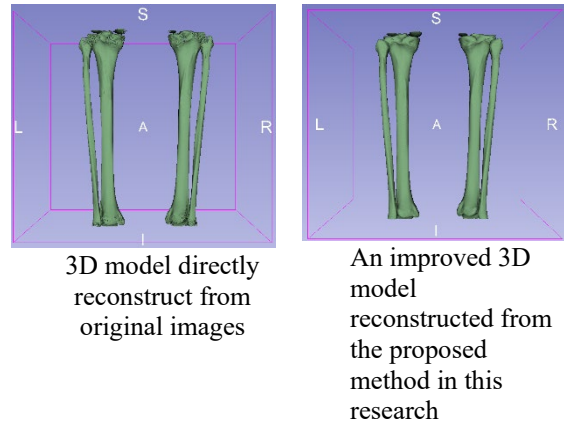 S
L
A
R
I
3D model directly
reconstruct from
original images
S
L
A
R
I
An improved 3D
model
reconstructed from
the proposed
method in this
research